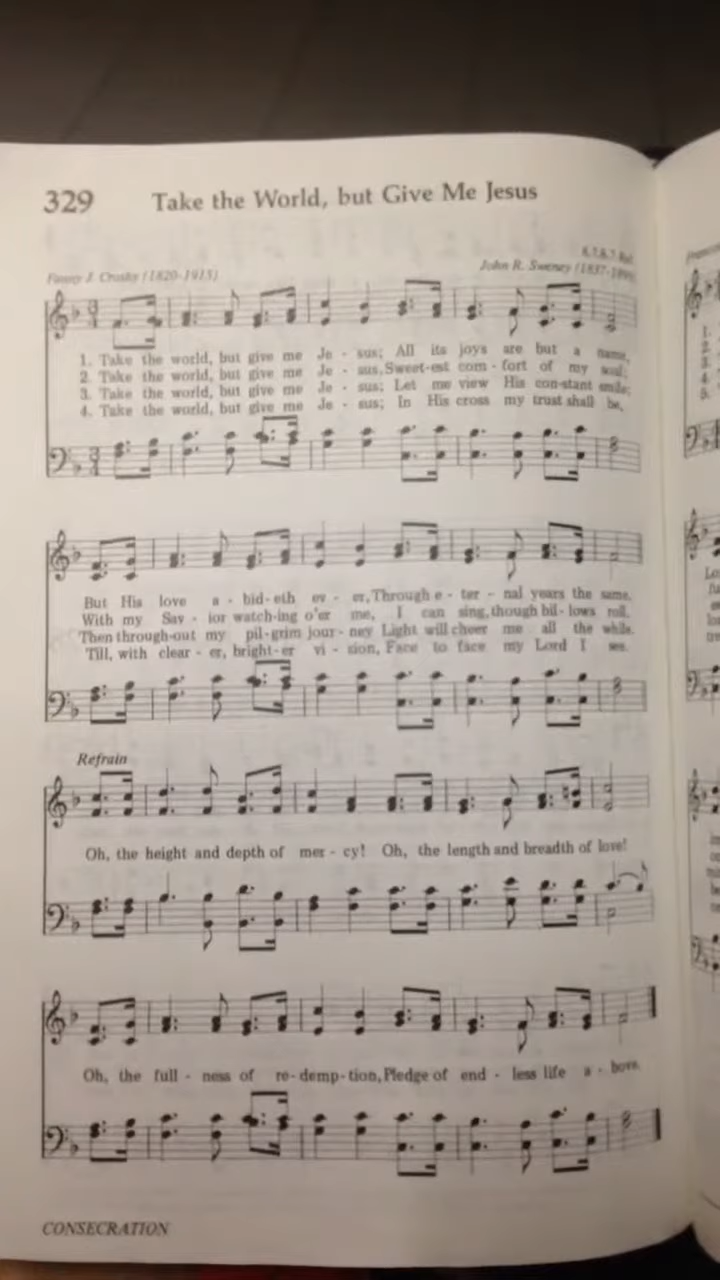 329 Take the World, but Give Me Jesus
8.7.8.7. Ref.
Fanny J. Crosby (1820-1915) John R. Sweney (1837-1899)
1. Take the world, but give me Je - sus; All its joys are but a name,
2. Take the world, but give me Je - sus, Sweet-est com - fort of my soul;
3. Take the world, but give me Je - sus; Let me view His con-stant smile;
4. Take the world, but give me Je - sus; In His cross my trust shall be,
But His love a - bid-eth ev - er, Through e - ter - nal years the same.
With my Sav - ior watch-ing o'er me, I can sing, though bil - lows roll.
Then through-out my pil-grim jour - ney Light will cheer me all the while.
Till, with clear - er, bright-er vi - sion, Face to face my Lord I see.
Refrain
Oh, the height and depth of mer - cy! Oh, the length and breadth of love!
Oh, the full - ness of re-demp-tion, Pledge of end - less life a - bove.
CONSECRATION